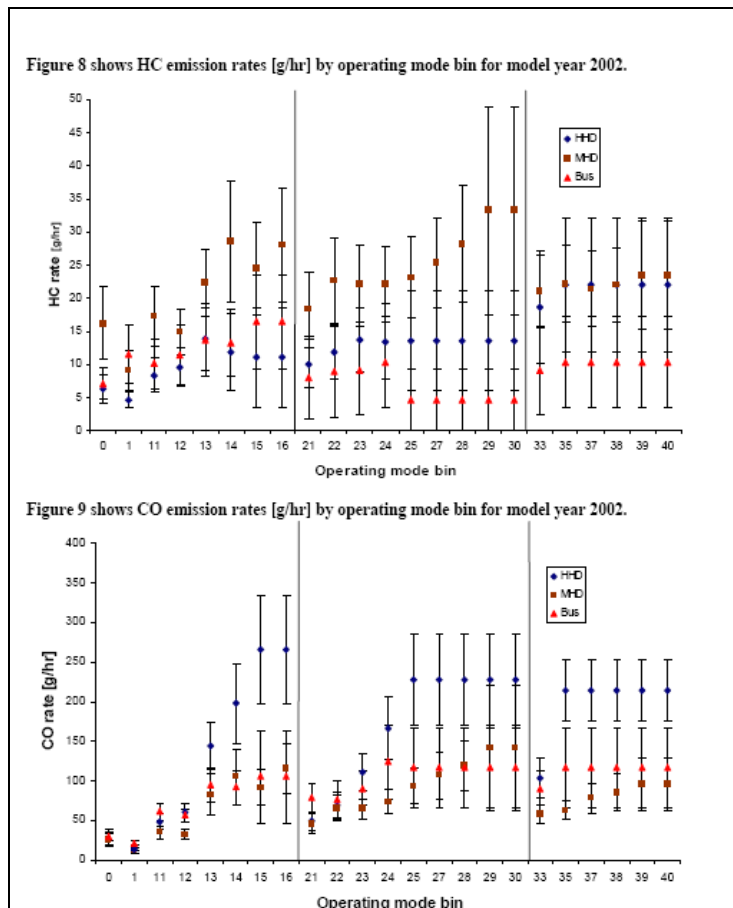 Figure 8 shows HC emission rates [g/hr] by operating mode bin for model year 2002.
50
45
40
35
30
25
20
15
10
5
0
HC rate [g/hr]
HHD
MHD
Bus
0 1 11 12 13 14 15 16 21 22 23 24 25 27 28 29 30 33 35 37 38 39 40
Operating mode bin
Figure 9 shows CO emission rates [g/hr] by operating mode bin for model year 2002.
400
350
300
250
200
150
100
50
0
CO rate [g/hr]
HHD
MHD
Bus
0 1 11 12 13 14 15 16 21 22 23 24 25 27 28 29 30 33 35 37 38 39 40
Operating mode bin